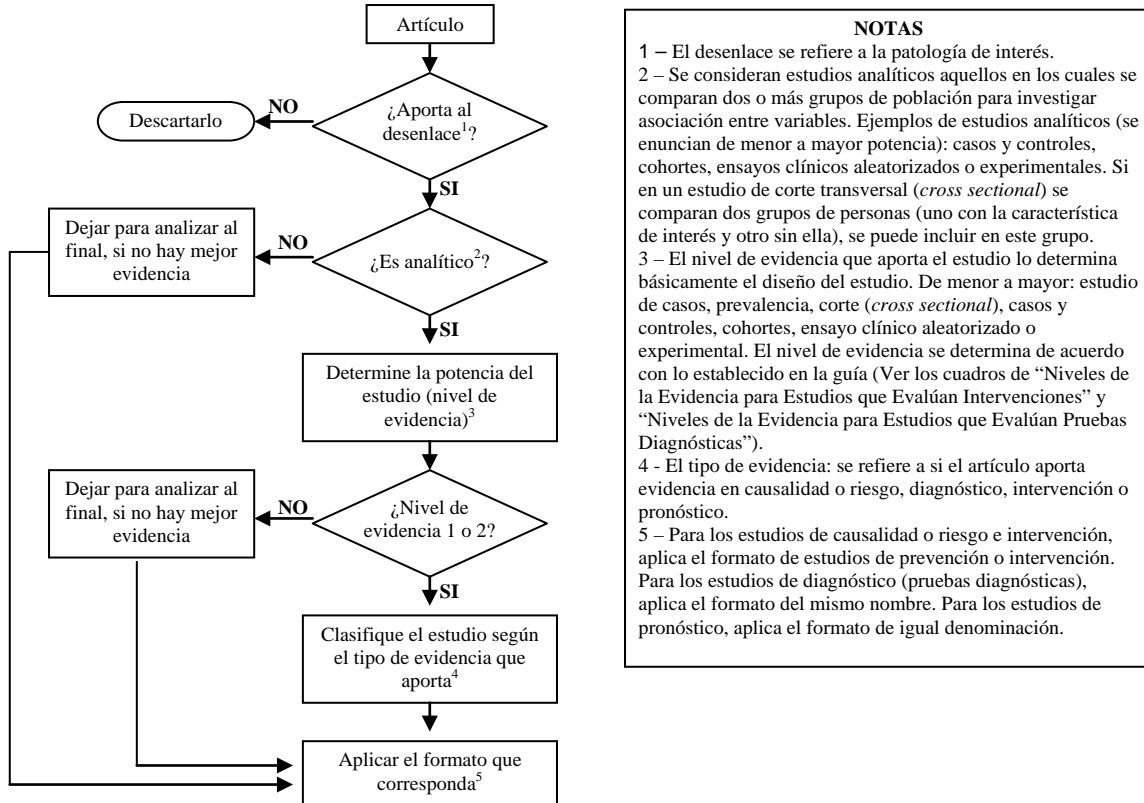 Artículo
¿Aporta al
desenlace¹?
NO
Descartarlo
SI
¿Es analítico²?
NO
Dejar para analizar al
final, si no hay mejor
evidencia
SI
Determine la potencia del
estudio (nivel de
evidencia)³
¿Nivel de
evidencia 1 o 2?
NO
Dejar para analizar al
final, si no hay mejor
evidencia
SI
Clasifique el estudio según
el tipo de evidencia que
aporta⁴
Aplicar el formato que
corresponda⁵
NOTAS
1 – El desenlace se refiere a la patología de interés.
2 – Se consideran estudios analíticos aquellos en los cuales se
comparan dos o más grupos de población para investigar
asociación entre variables. Ejemplos de estudios analíticos (se
enuncian de menor a mayor potencia): casos y controles,
cohortes, ensayos clínicos aleatorizados o experimentales. Si
en un estudio de corte transversal (cross sectional) se
comparan dos grupos de personas (uno con la característica
de interés y otro sin ella), se puede incluir en este grupo.
3 – El nivel de evidencia que aporta el estudio lo determina
básicamente el diseño del estudio. De menor a mayor: estudio
de casos, prevalencia, corte (cross sectional), casos y
controles, cohortes, ensayo clínico aleatorizado o
experimental. El nivel de evidencia se determina de acuerdo
con lo establecido en la guía (Ver los cuadros de “Niveles de
la Evidencia para Estudios que Evalúan Intervenciones” y
“Niveles de la Evidencia para Estudios que Evalúan Pruebas
Diagnósticas”).
4 - El tipo de evidencia: se refiere a si el artículo aporta
evidencia en causalidad o riesgo, diagnóstico, intervención o
pronóstico.
5 – Para los estudios de causalidad o riesgo e intervención,
aplica el formato de estudios de prevención o intervención.
Para los estudios de diagnóstico (pruebas diagnósticas),
aplica el formato del mismo nombre. Para los estudios de
pronóstico, aplica el formato de igual denominación.